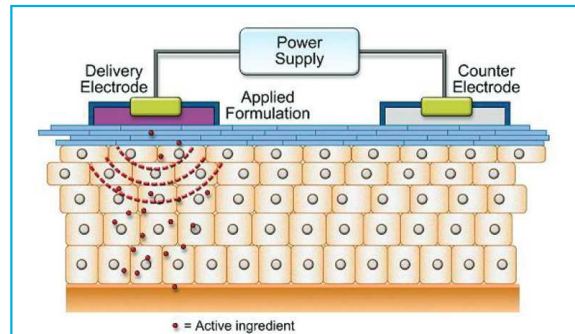 Power
Supply
Delivery
Electrode
Applied
Formulation
Counter
Electrode
= Active ingredient